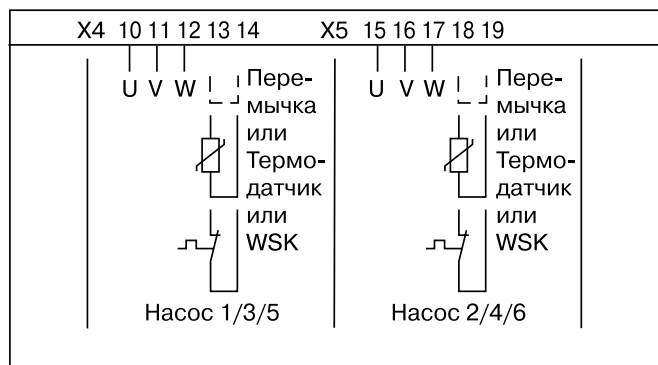 X4 10 11 12 13 14 X5 15 16 17 18 19
U V W
Пере-
мычка
или
Термо-
датчик
или
WSK
Насос 1/3/5
U V W
Пере-
мычка
или
Термо-
датчик
или
WSK
Насос 2/4/6